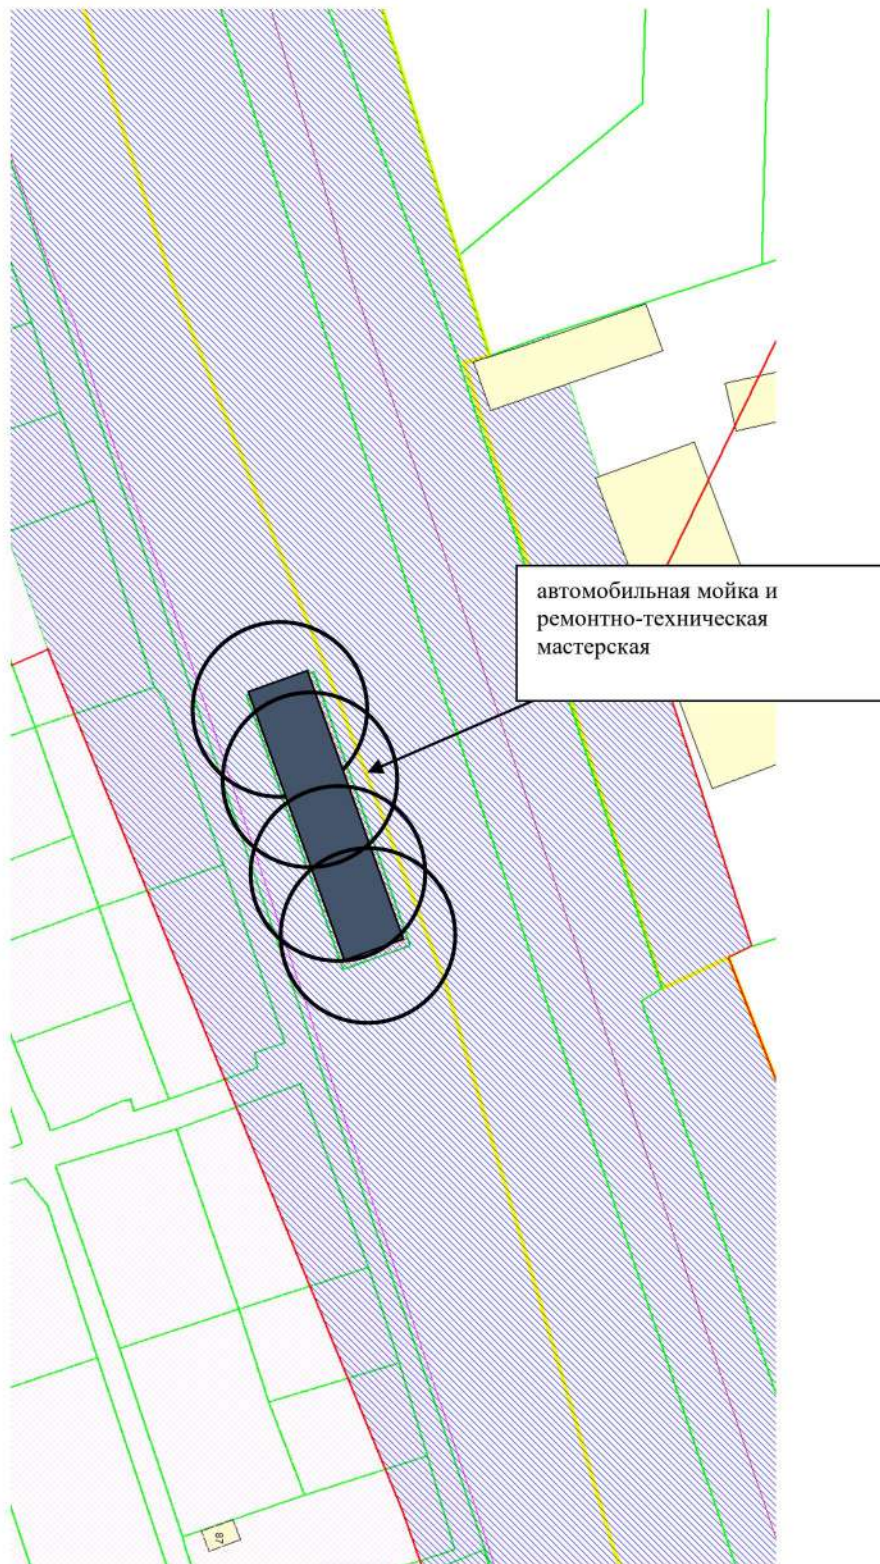 автомобильная мойка и
ремонтно-техническая
мастерская
87